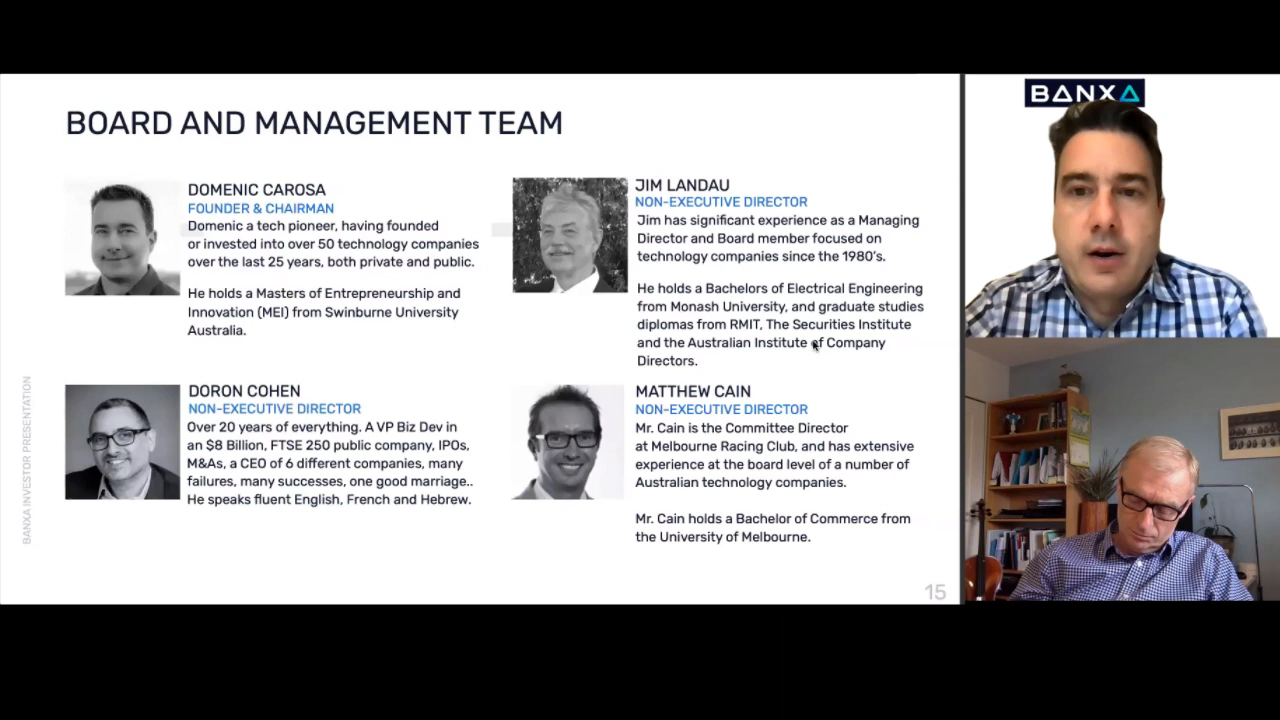 BOARD AND MANAGEMENT TEAM
DOMENIC CAROSA
FOUNDER & CHAIRMAN
Domenic a tech pioneer, having founded
or invested into over 50 technology companies
over the last 25 years, both private and public.
He holds a Masters of Entrepreneurship and
Innovation (MEI) from Swinburne University
Australia.
JIM LANDAU
NON-EXECUTIVE DIRECTOR
Jim has significant experience as a Managing
Director and Board member focused on
technology companies since the 1980's.
He holds a Bachelors of Electrical Engineering
from Monash University, and graduate studies
diplomas from RMIT, The Securities Institute
and the Australian Institute of Company
Directors.
DORON COHEN
NON-EXECUTIVE DIRECTOR
Over 20 years of everything. A VP Biz Dev in
an $8 Billion, FTSE 250 public company, IPOs,
M&As, a CEO of 6 different companies, many
failures, many successes, one good marriage..
He speaks fluent English, French and Hebrew.
MATTHEW CAIN
NON-EXECUTIVE DIRECTOR
Mr. Cain is the Committee Director
at Melbourne Racing Club, and has extensive
experience at the board level of a number of
Australian technology companies.
Mr. Cain holds a Bachelor of Commerce from
the University of Melbourne.
BANXA INVESTOR PRESENTATION
15
BANXA